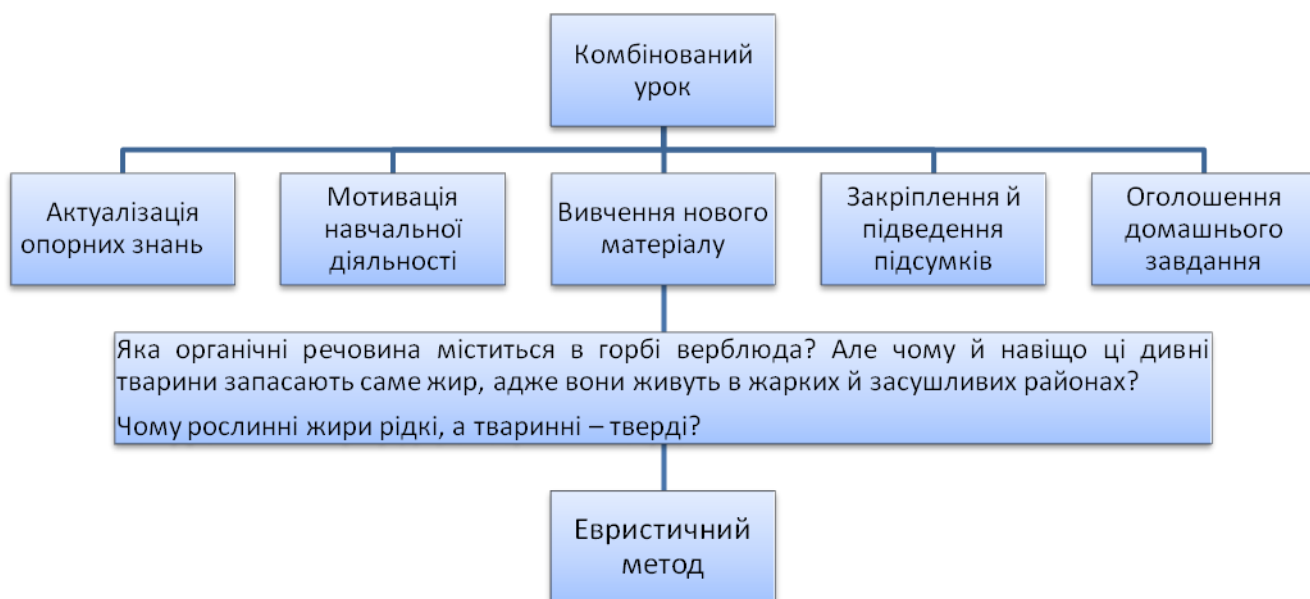 Комбінований
урок
Актуалізація
опорних знань
Мотивація
навчальної
діяльності
Вивчення нового
матеріалу
Закріплення й
підведення
підсумків
Оголошення
домашнього
завдання
Яка органічні речовина міститься в горбі верблюда? Але чому й навіщо ці дивні
тварини запасають саме жир, адже вони живуть в жарких й засушливих районах?
Чому рослинні жири рідкі, а тваринні – тверді?
Евристичний
метод